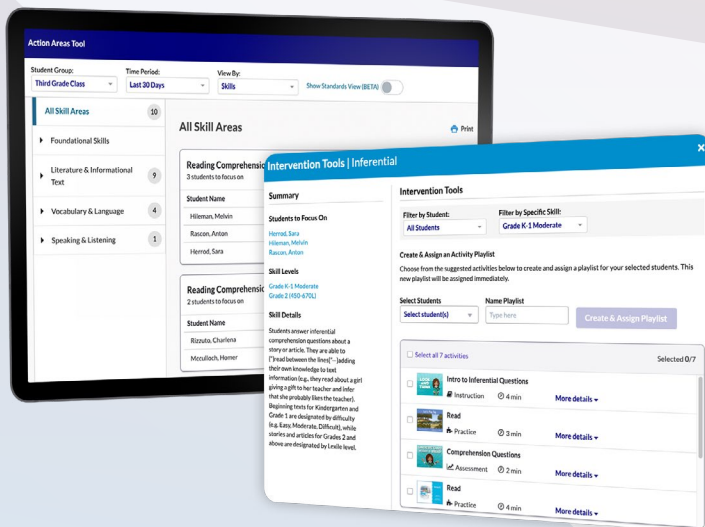 Action Areas Tool
Student Group:
Third Grade Class
Time Period:
Last 30 Days
View By:
Skills
Show Standards View (BETA)
All Skill Areas
10
Foundational Skills
Literature & Informational
Text
9
Vocabulary & Language
4
Speaking & Listening
1
All Skill Areas
Print
Reading Comprehensio
3 students to focus on
Student Name
Hileman, Melvin
Rascon, Anton
Herrod, Sara
Reading Comprehensio
2 students to focus on
Student Name
Rizzuto, Charlena
Mcculloch, Homer
Intervention Tools | Inferential
Summary
Students to Focus On
Herrod, Sara
Hileman, Melvin
Rascon, Anton
Skill Levels
Grade K-1 Moderate
Grade 2 (450-670L)
Skill Details
Students answer inferential
comprehension questions about a
story or article. They are able to
["]read between the lines["--]adding
their own knowledge to text
information (e.g., they read about a girl
giving a gift to her teacher and infer
that she probably likes the teacher).
Beginning texts for Kindergarten and
Grade 1 are designated by difficulty
(e.g. Easy, Moderate, Difficult), while
stories and articles for Grades 2 and
above are designated by Lexile level.
Intervention Tools
Filter by Student:
All Students
Filter by Specific Skill:
Grade K-1 Moderate
Create & Assign an Activity Playlist
Choose from the suggested activities below to create and assign a playlist for your selected students. This
new playlist will be assigned immediately.
Select Students
Select student(s)
Name Playlist
Type here
Create & Assign Playlist
Select all 7 activities
Selected 0/7
Intro to Inferential Questions
Instruction
4 min
More details
Read
Practice
3 min
More details
Comprehension Questions
Assessment
2 min
More details
Read
Practice
4 min
More details